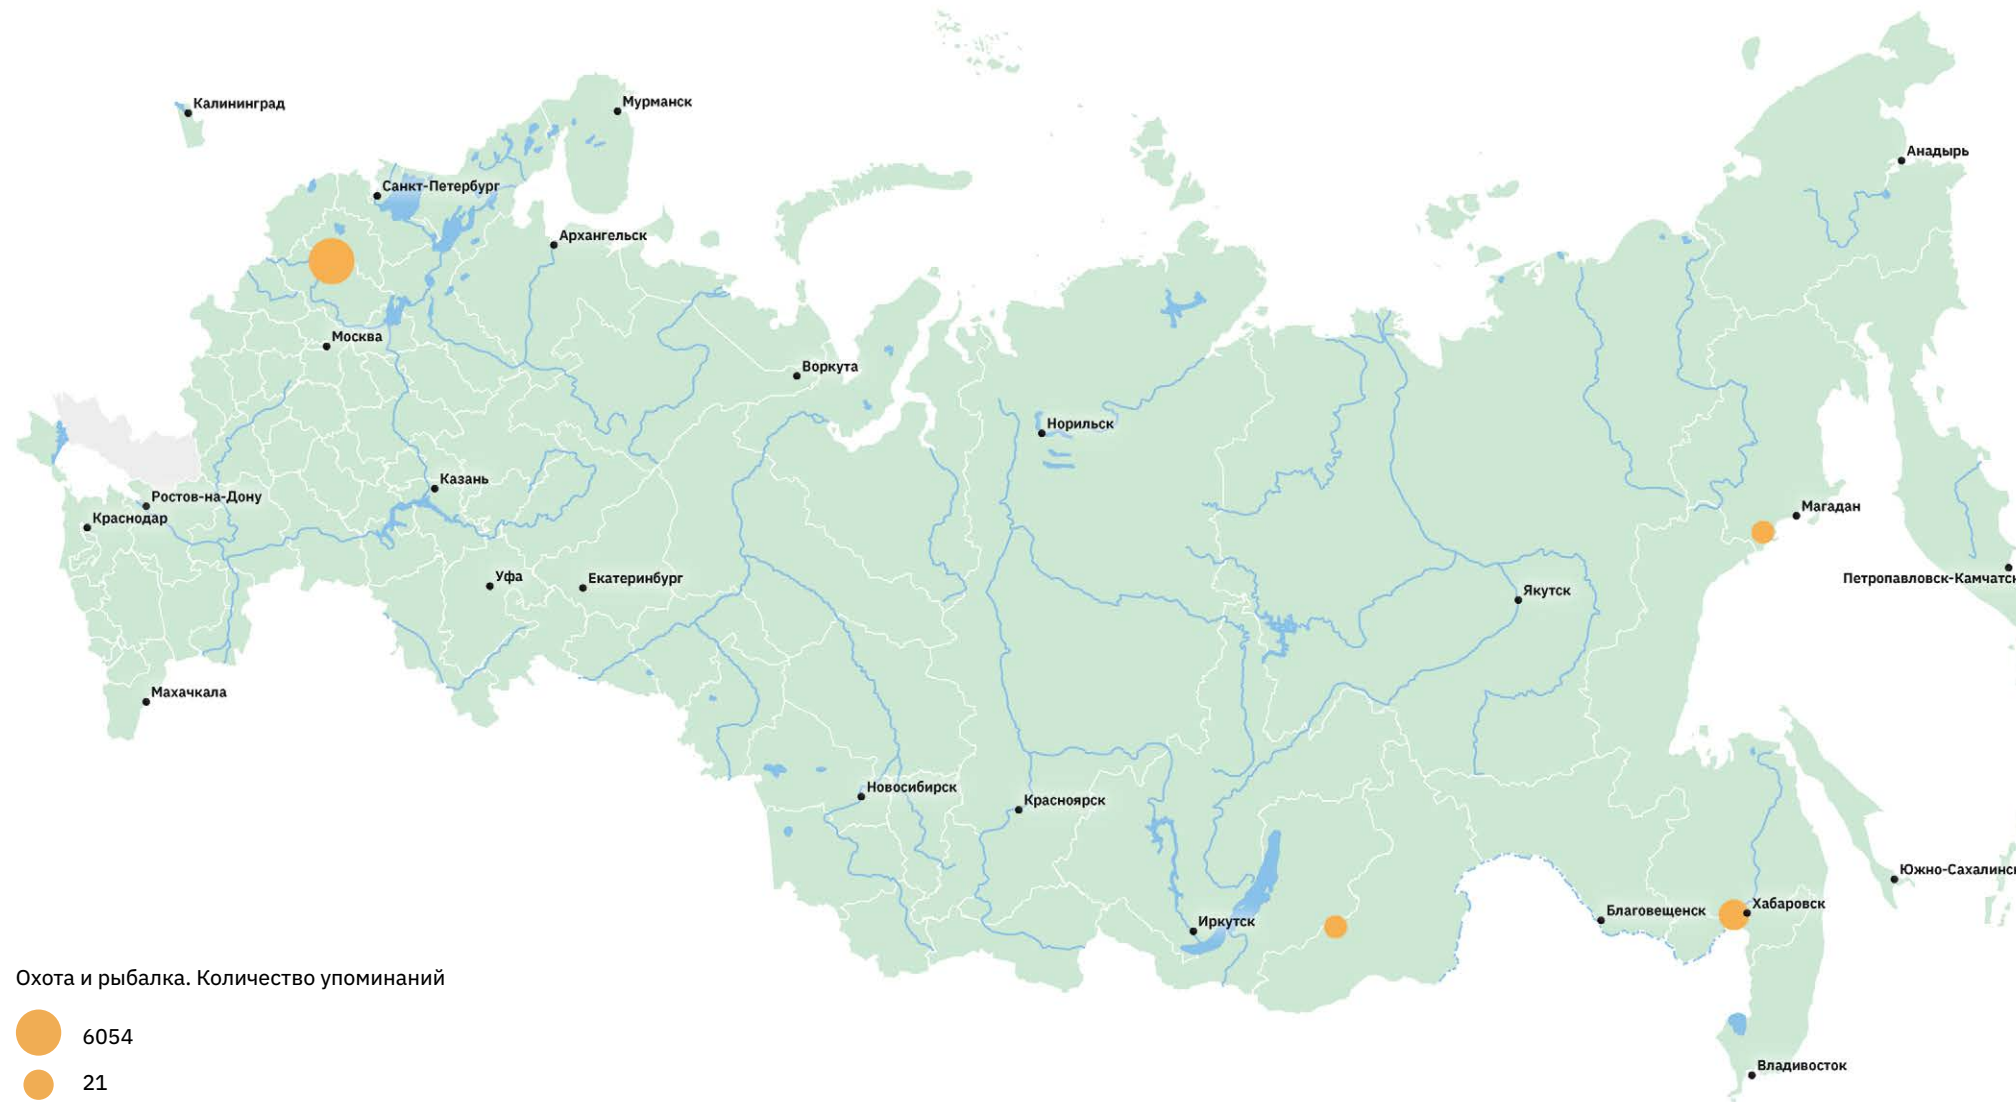 Калининград
Мурманск
Анадырь
Санкт-Петербург
Архангельск
Москва
Воркута
Норильск
Казань
Ростов-на-Дону
Магадан
Краснодар
Уфа
Екатеринбург
Петропавловск-Камчатск
Якутск
Махачкала
Новосибирск
Красноярск
Южно-Сахалинс
Хабаровск
Благовещенск
Иркутск
Охота и рыбалка. Количество упоминаний
6054
Владивосток
21